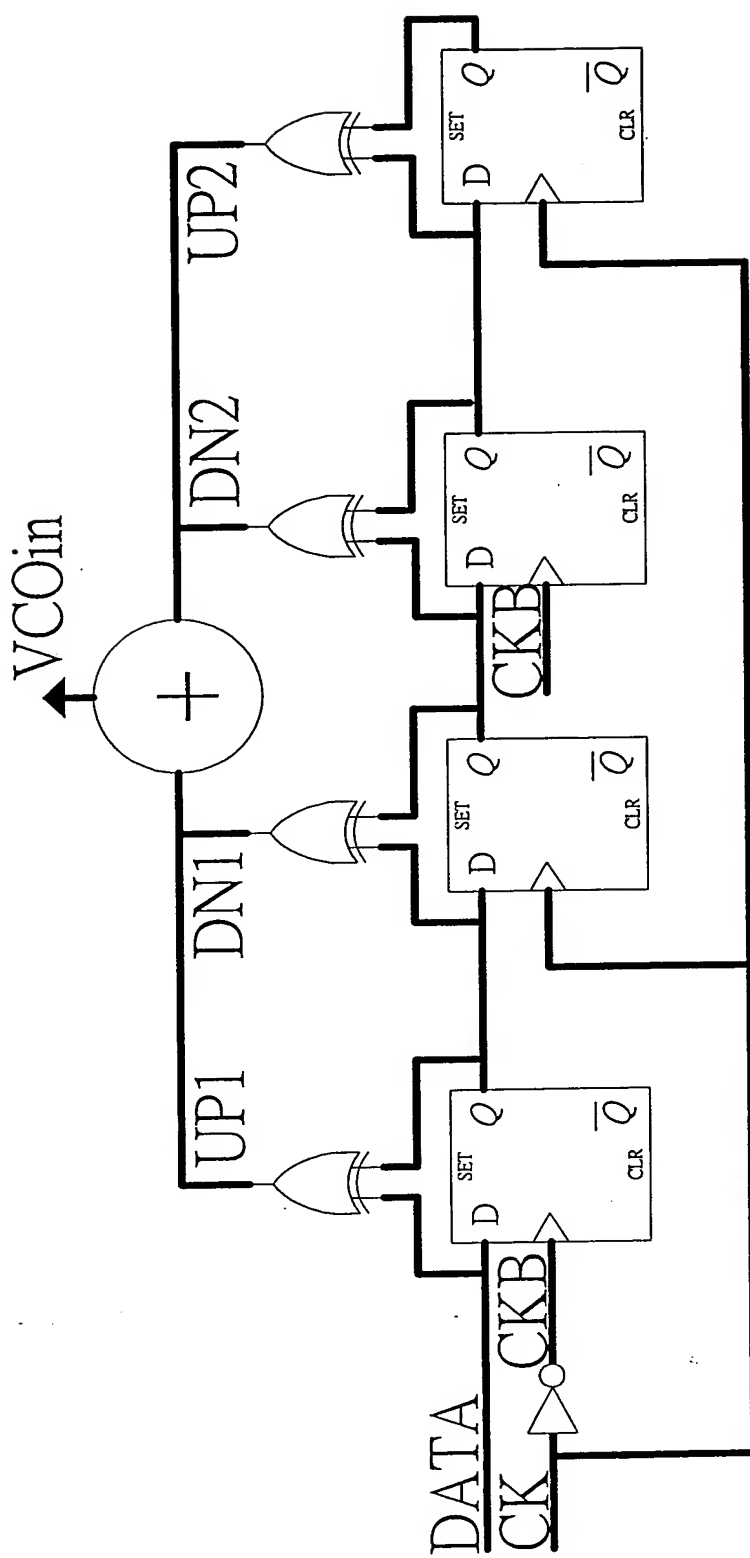 VCOin
UP1
DN1
DN2
UP2
DATA
CK
CKB
D
SET
Q
Q̅
CLR
D
SET
Q
Q̅
CLR
CKB
D
SET
Q
Q̅
CLR
D
SET
Q
Q̅
CLR